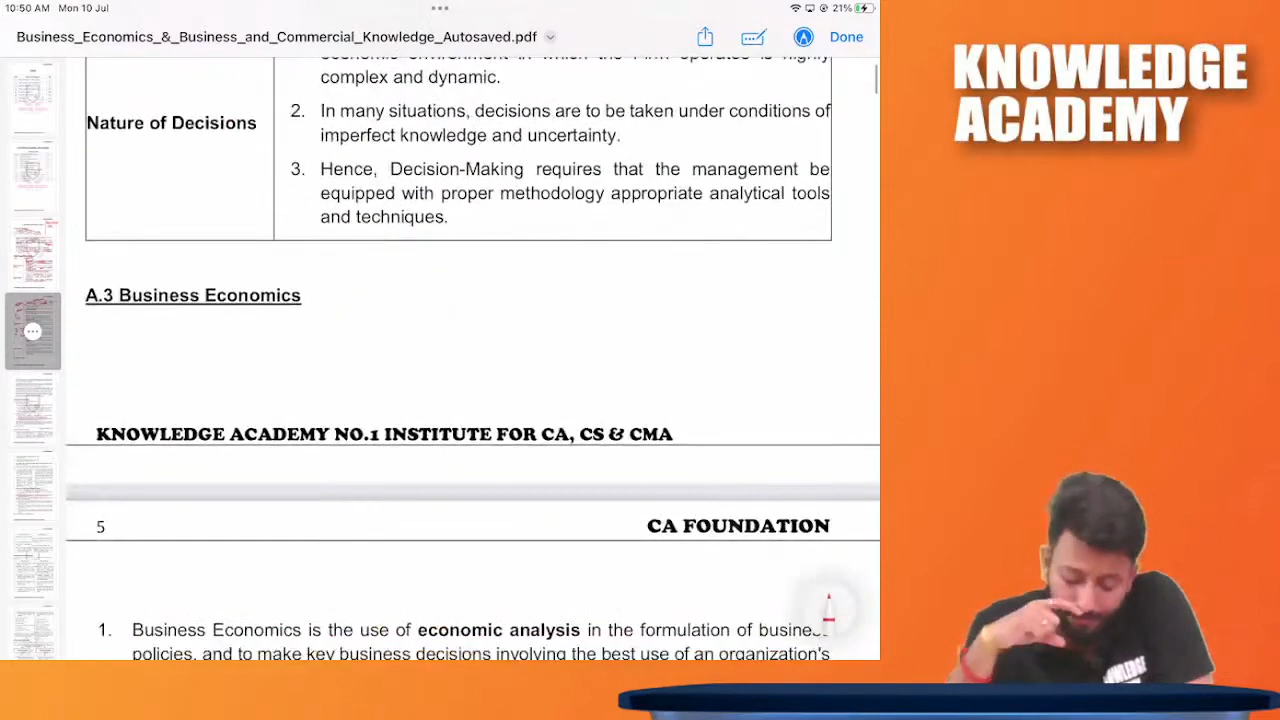 10:50 AM Mon 10 Jul
21%
Business_Economics_&_Business_and_Commercial_Knowledge_Autosaved.pdf
Done
KNOWLEDGE
ACADEMY
complex and dynamic.
Nature of Decisions
2. In many situations, decisions are to be taken under conditions of
imperfect knowledge and uncertainty.
3. Hence, Decision Making requires that the management be
equipped with proper methodology appropriate analytical tools
and techniques.
A.3 Business Economics
KNOWLEDGE ACADEMY NO.1 INSTITUTE FOR CA, CS & CMA
5
CA FOUNDATION
1. Business Economics is the use of economic analysis in the formulation of business
policies and to make key business decisions involving the best use of an organization's
KNOWLEDGE